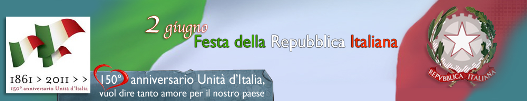 2 giugno
Festa della Repubblica Italiana
1861 > 2011 > >
150° anniversario Unità d'Italia
150° anniversario Unità d'Italia,
vuol dire tanto amore per il nostro paese
REPVBBLICA ITALIANA